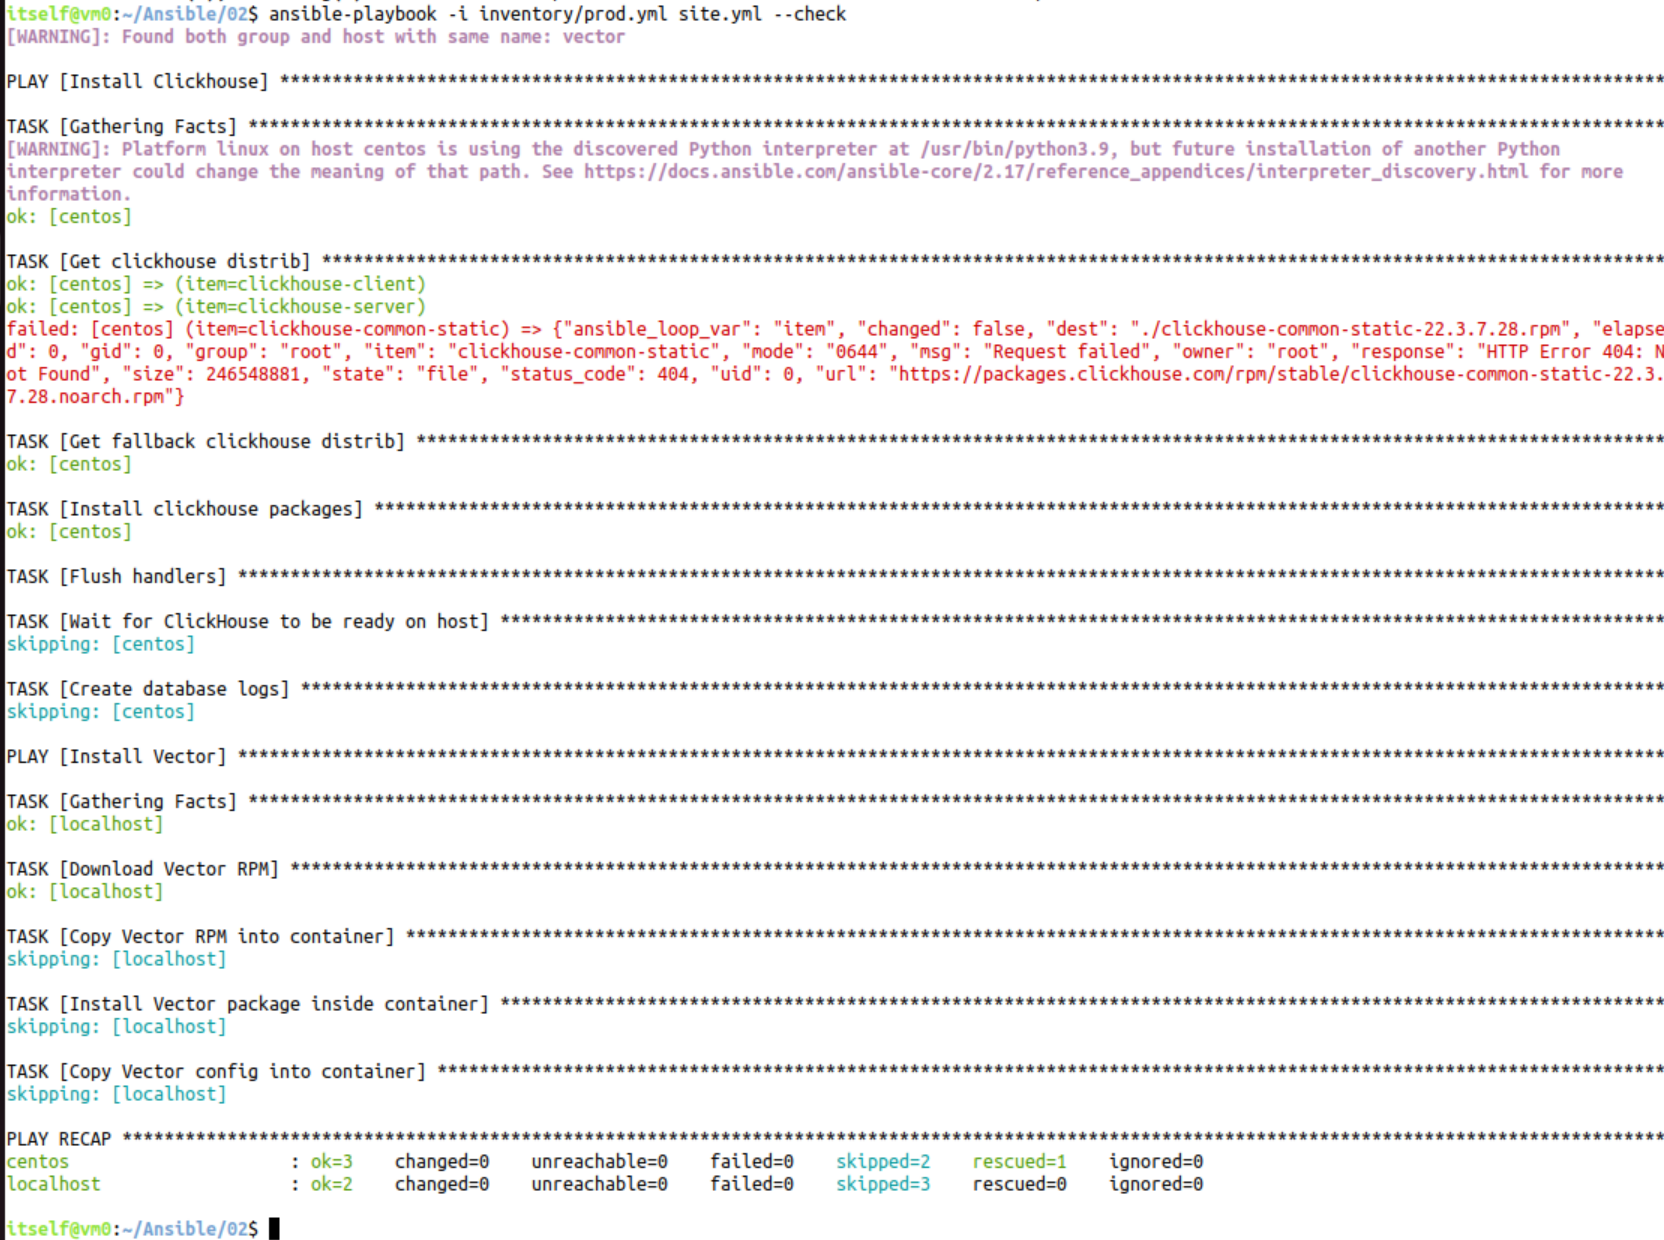 itself@vm0:~/Ansible/02$ ansible-playbook -i inventory/prod.yml site.yml --check
[WARNING]: Found both group and host with same name: vector
PLAY [Install Clickhouse] ************************************************************************************************************************************
TASK [Gathering Facts] ***************************************************************************************************************************************
[WARNING]: Platform linux on host centos is using the discovered Python interpreter at /usr/bin/python3.9, but future installation of another Python
interpreter could change the meaning of that path. See https://docs.ansible.com/ansible-core/2.17/reference_appendices/interpreter_discovery.html for more
information.
ok: [centos]
TASK [Get clickhouse distrib] ********************************************************************************************************************************
ok: [centos] => (item=clickhouse-client)
ok: [centos] => (item=clickhouse-server)
failed: [centos] (item=clickhouse-common-static) => {"ansible_loop_var": "item", "changed": false, "dest": "./clickhouse-common-static-22.3.7.28.rpm", "elapse
d": 0, "gid": 0, "group": "root", "item": "clickhouse-common-static", "mode": "0644", "msg": "Request failed", "owner": "root", "response": "HTTP Error 404: N
ot Found", "size": 246548881, "state": "file", "status_code": 404, "uid": 0, "url": "https://packages.clickhouse.com/rpm/stable/clickhouse-common-static-22.3.
7.28.noarch.rpm"}
TASK [Get fallback clickhouse distrib] ***********************************************************************************************************************
ok: [centos]
TASK [Install clickhouse packages] ***************************************************************************************************************************
ok: [centos]
TASK [Flush handlers] ****************************************************************************************************************************************
TASK [Wait for ClickHouse to be ready on host] ***************************************************************************************************************
skipping: [centos]
TASK [Create database logs] **********************************************************************************************************************************
skipping: [centos]
PLAY [Install Vector] ****************************************************************************************************************************************
TASK [Gathering Facts] ***************************************************************************************************************************************
ok: [localhost]
TASK [Download Vector RPM] ***********************************************************************************************************************************
ok: [localhost]
TASK [Copy Vector RPM into container] ************************************************************************************************************************
skipping: [localhost]
TASK [Install Vector package inside container] ***************************************************************************************************************
skipping: [localhost]
TASK [Copy Vector config into container] *********************************************************************************************************************
skipping: [localhost]
PLAY RECAP ***************************************************************************************************************************************************
centos                     : ok=3    changed=0    unreachable=0    failed=0    skipped=2    rescued=1    ignored=0
localhost                  : ok=2    changed=0    unreachable=0    failed=0    skipped=3    rescued=0    ignored=0
itself@vm0:~/Ansible/02$